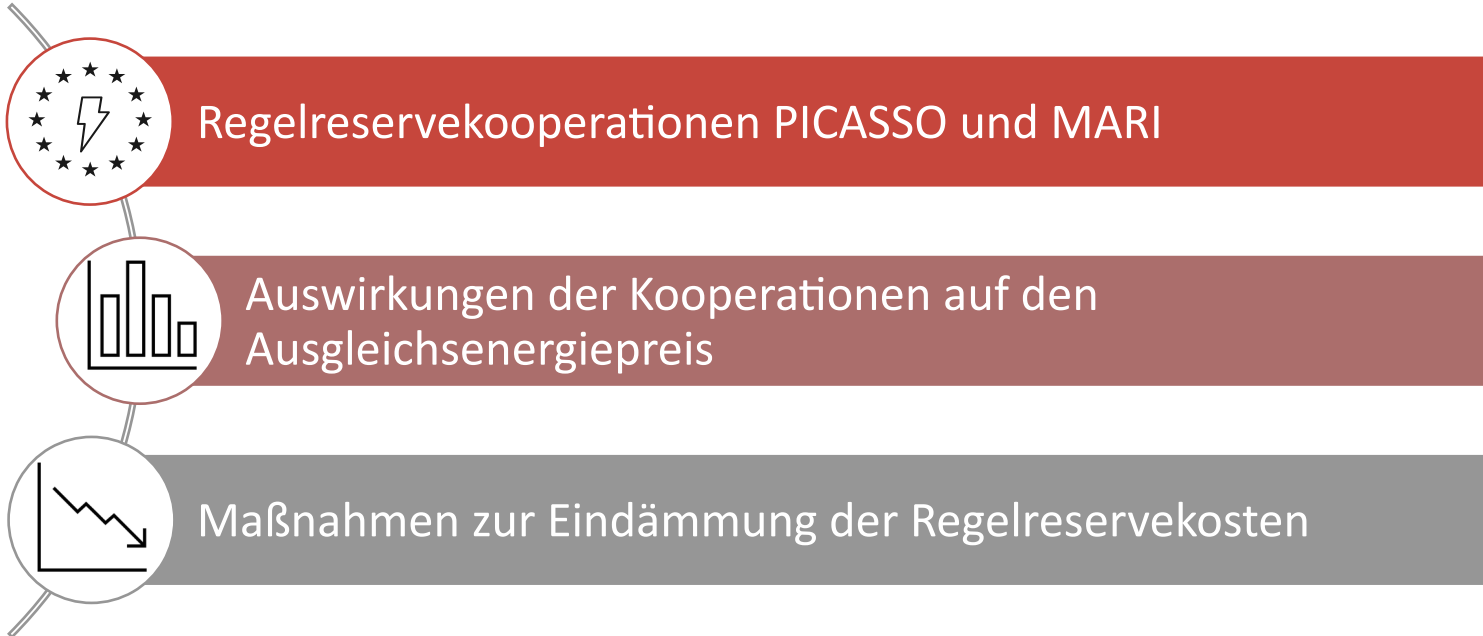 Regelreservekooperationen PICASSO und MARI
Auswirkungen der Kooperationen auf den
Ausgleichsenergiepreis
Maßnahmen zur Eindämmung der Regelreservekosten